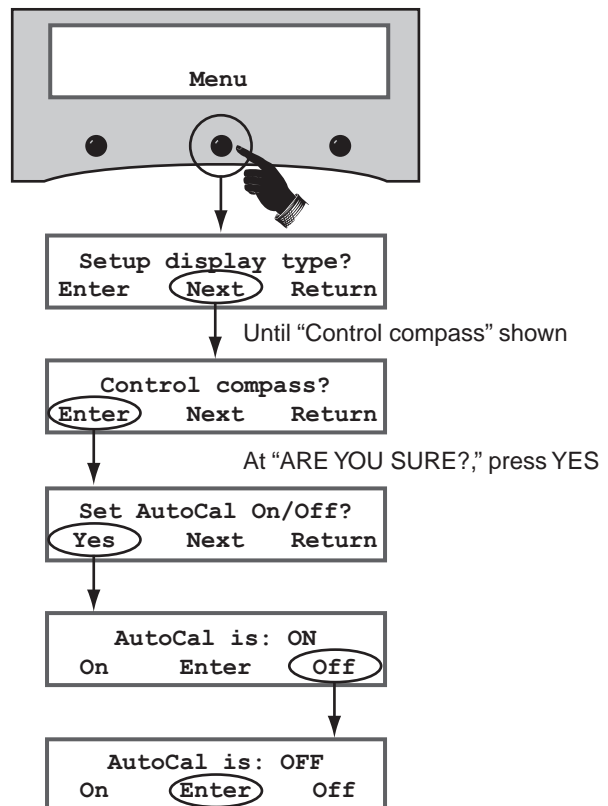 Menu
Setup display type?
Enter Next Return
Until “Control compass” shown
Control compass?
Enter Next Return
At “ARE YOU SURE?,” press YES
Set AutoCal On/Off?
Yes Next Return
AutoCal is: ON
On Enter Off
AutoCal is: OFF
On Enter Off